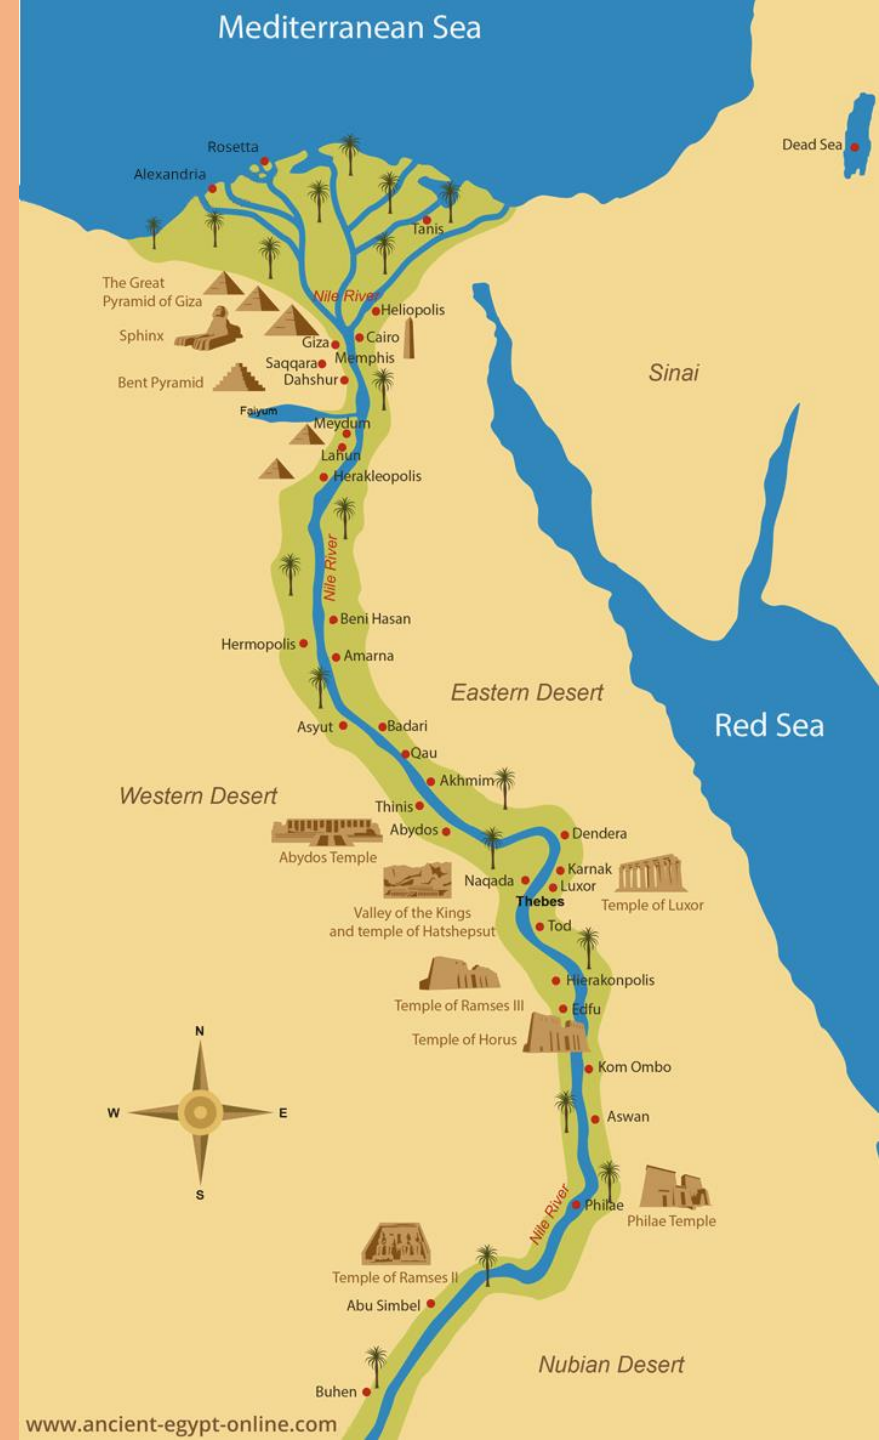 Mediterranean Sea
Rosetta
Dead Sea
Alexandria
Tanis
The Great
Pyramid of Giza
Nile River
Heliopolis
Sphinx
Giza
Cairo
Memphis
Saqqara
Sinai
Bent Pyramid
Dahshur
Faiyum
Meydum
Lahun
Herakleopolis
Nile River
Beni Hasan
Hermopolis
Amarna
Eastern Desert
Asyut
Badari
Red Sea
Qau
Akhmim
Western Desert
Thinis
Abydos
Dendera
Abydos Temple
Karnak
Naqada
Luxor
Thebes
Temple of Luxor
Valley of the Kings
and temple of Hatshepsut
Tod
Hierakonpolis
Temple of Ramses III
Edfu
Temple of Horus
N
Kom Ombo
W
E
Aswan
S
Nile River
Philae
Philae Temple
Temple of Ramses II
Abu Simbel
Nubian Desert
Buhen
www.ancient-egypt-online.com